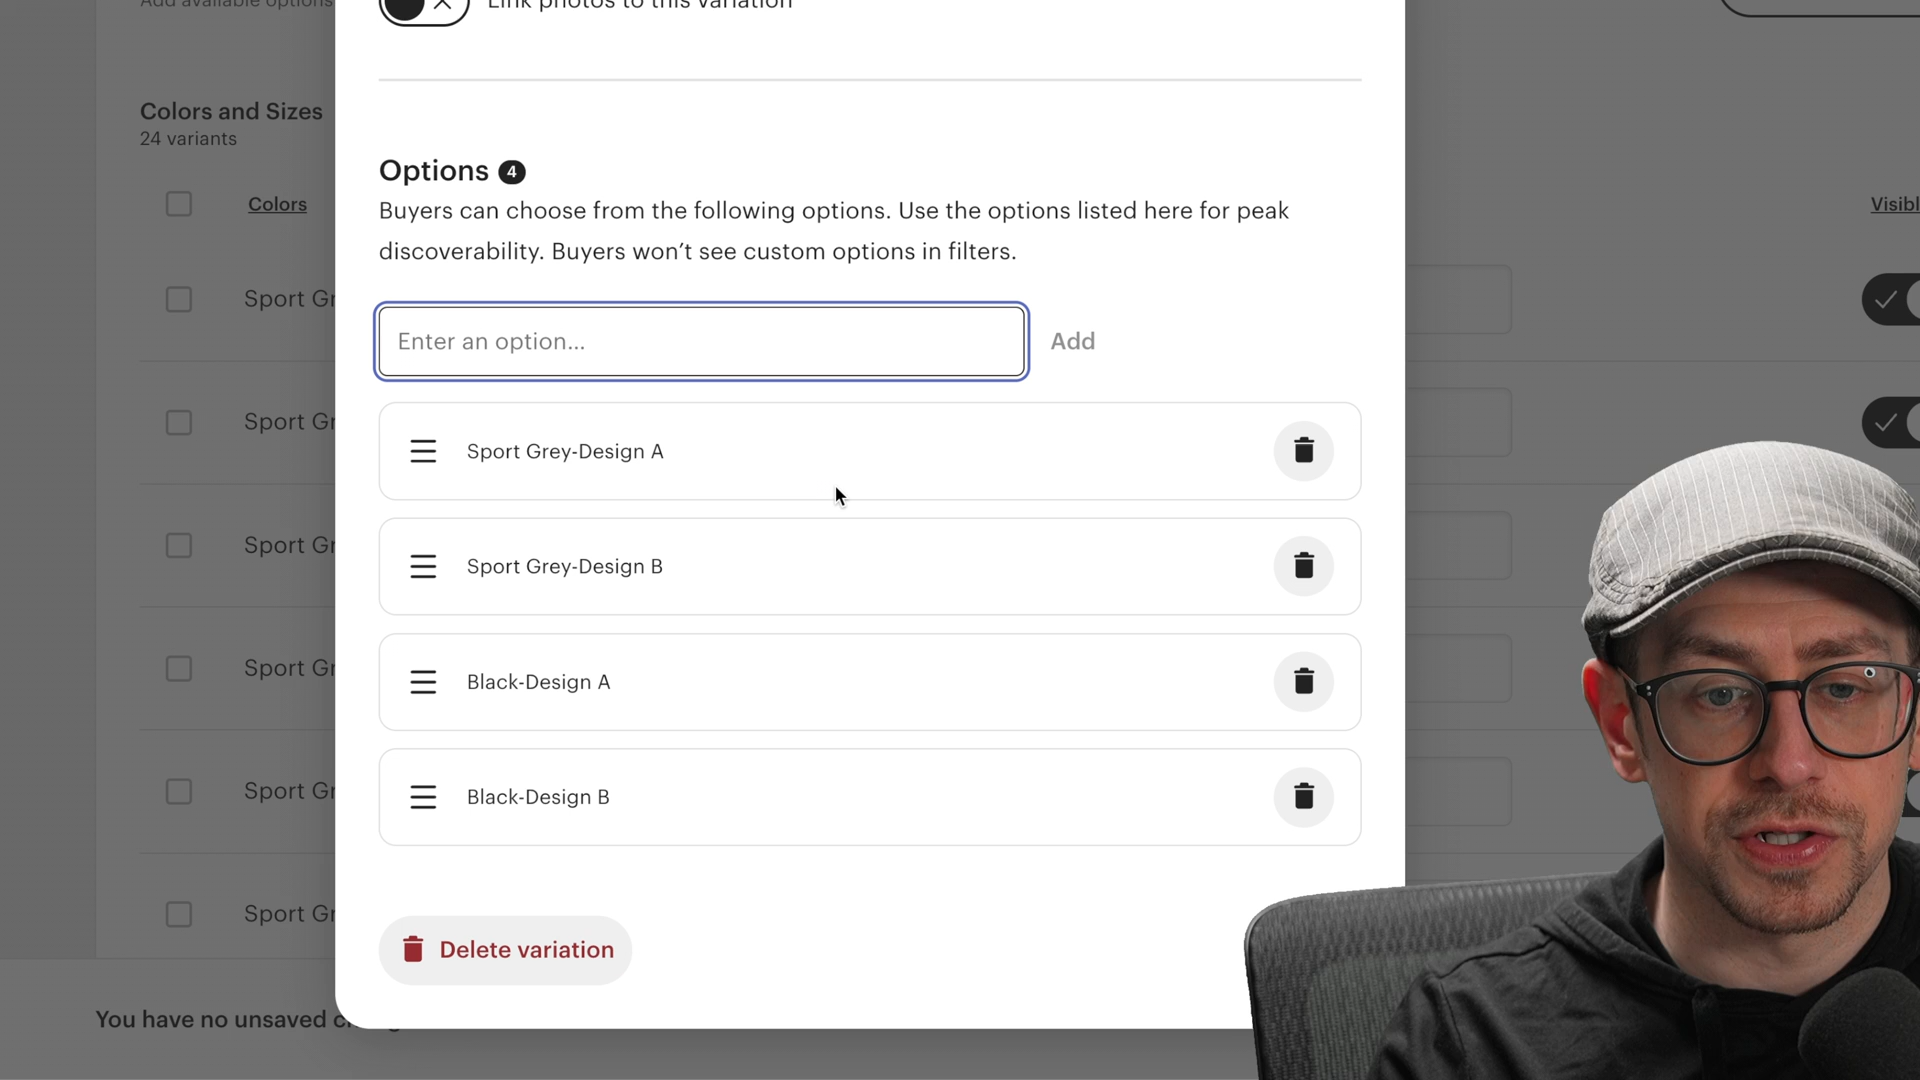 Add available options
Link photos to this variation
Colors and Sizes
24 variants
Options 4
Buyers can choose from the following options. Use the options listed here for peak
discoverability. Buyers won’t see custom options in filters.
Colors
Visibl
Enter an option...
Add
Sport Gr
Sport Grey-Design A
Sport Gr
Sport Grey-Design B
Sport Gr
Black-Design A
Sport Gr
Black-Design B
Sport Gr
Sport Gr
Delete variation
You have no unsaved